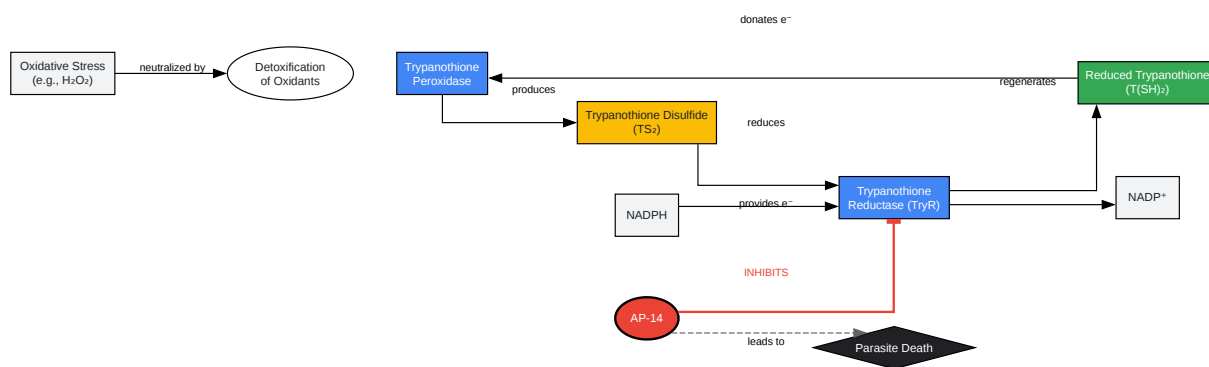 donates e⁻
Oxidative Stress
(e.g., H₂O₂)
neutralized by
Detoxification
of Oxidants
Trypanothione
Peroxidase
produces
regenerates
Reduced Trypanothione
(T(SH)₂)
Trypanothione Disulfide
(TS₂)
reduces
NADPH
provides e⁻
Trypanothione
Reductase (TryR)
NADP⁺
INHIBITS
AP-14
leads to
Parasite Death